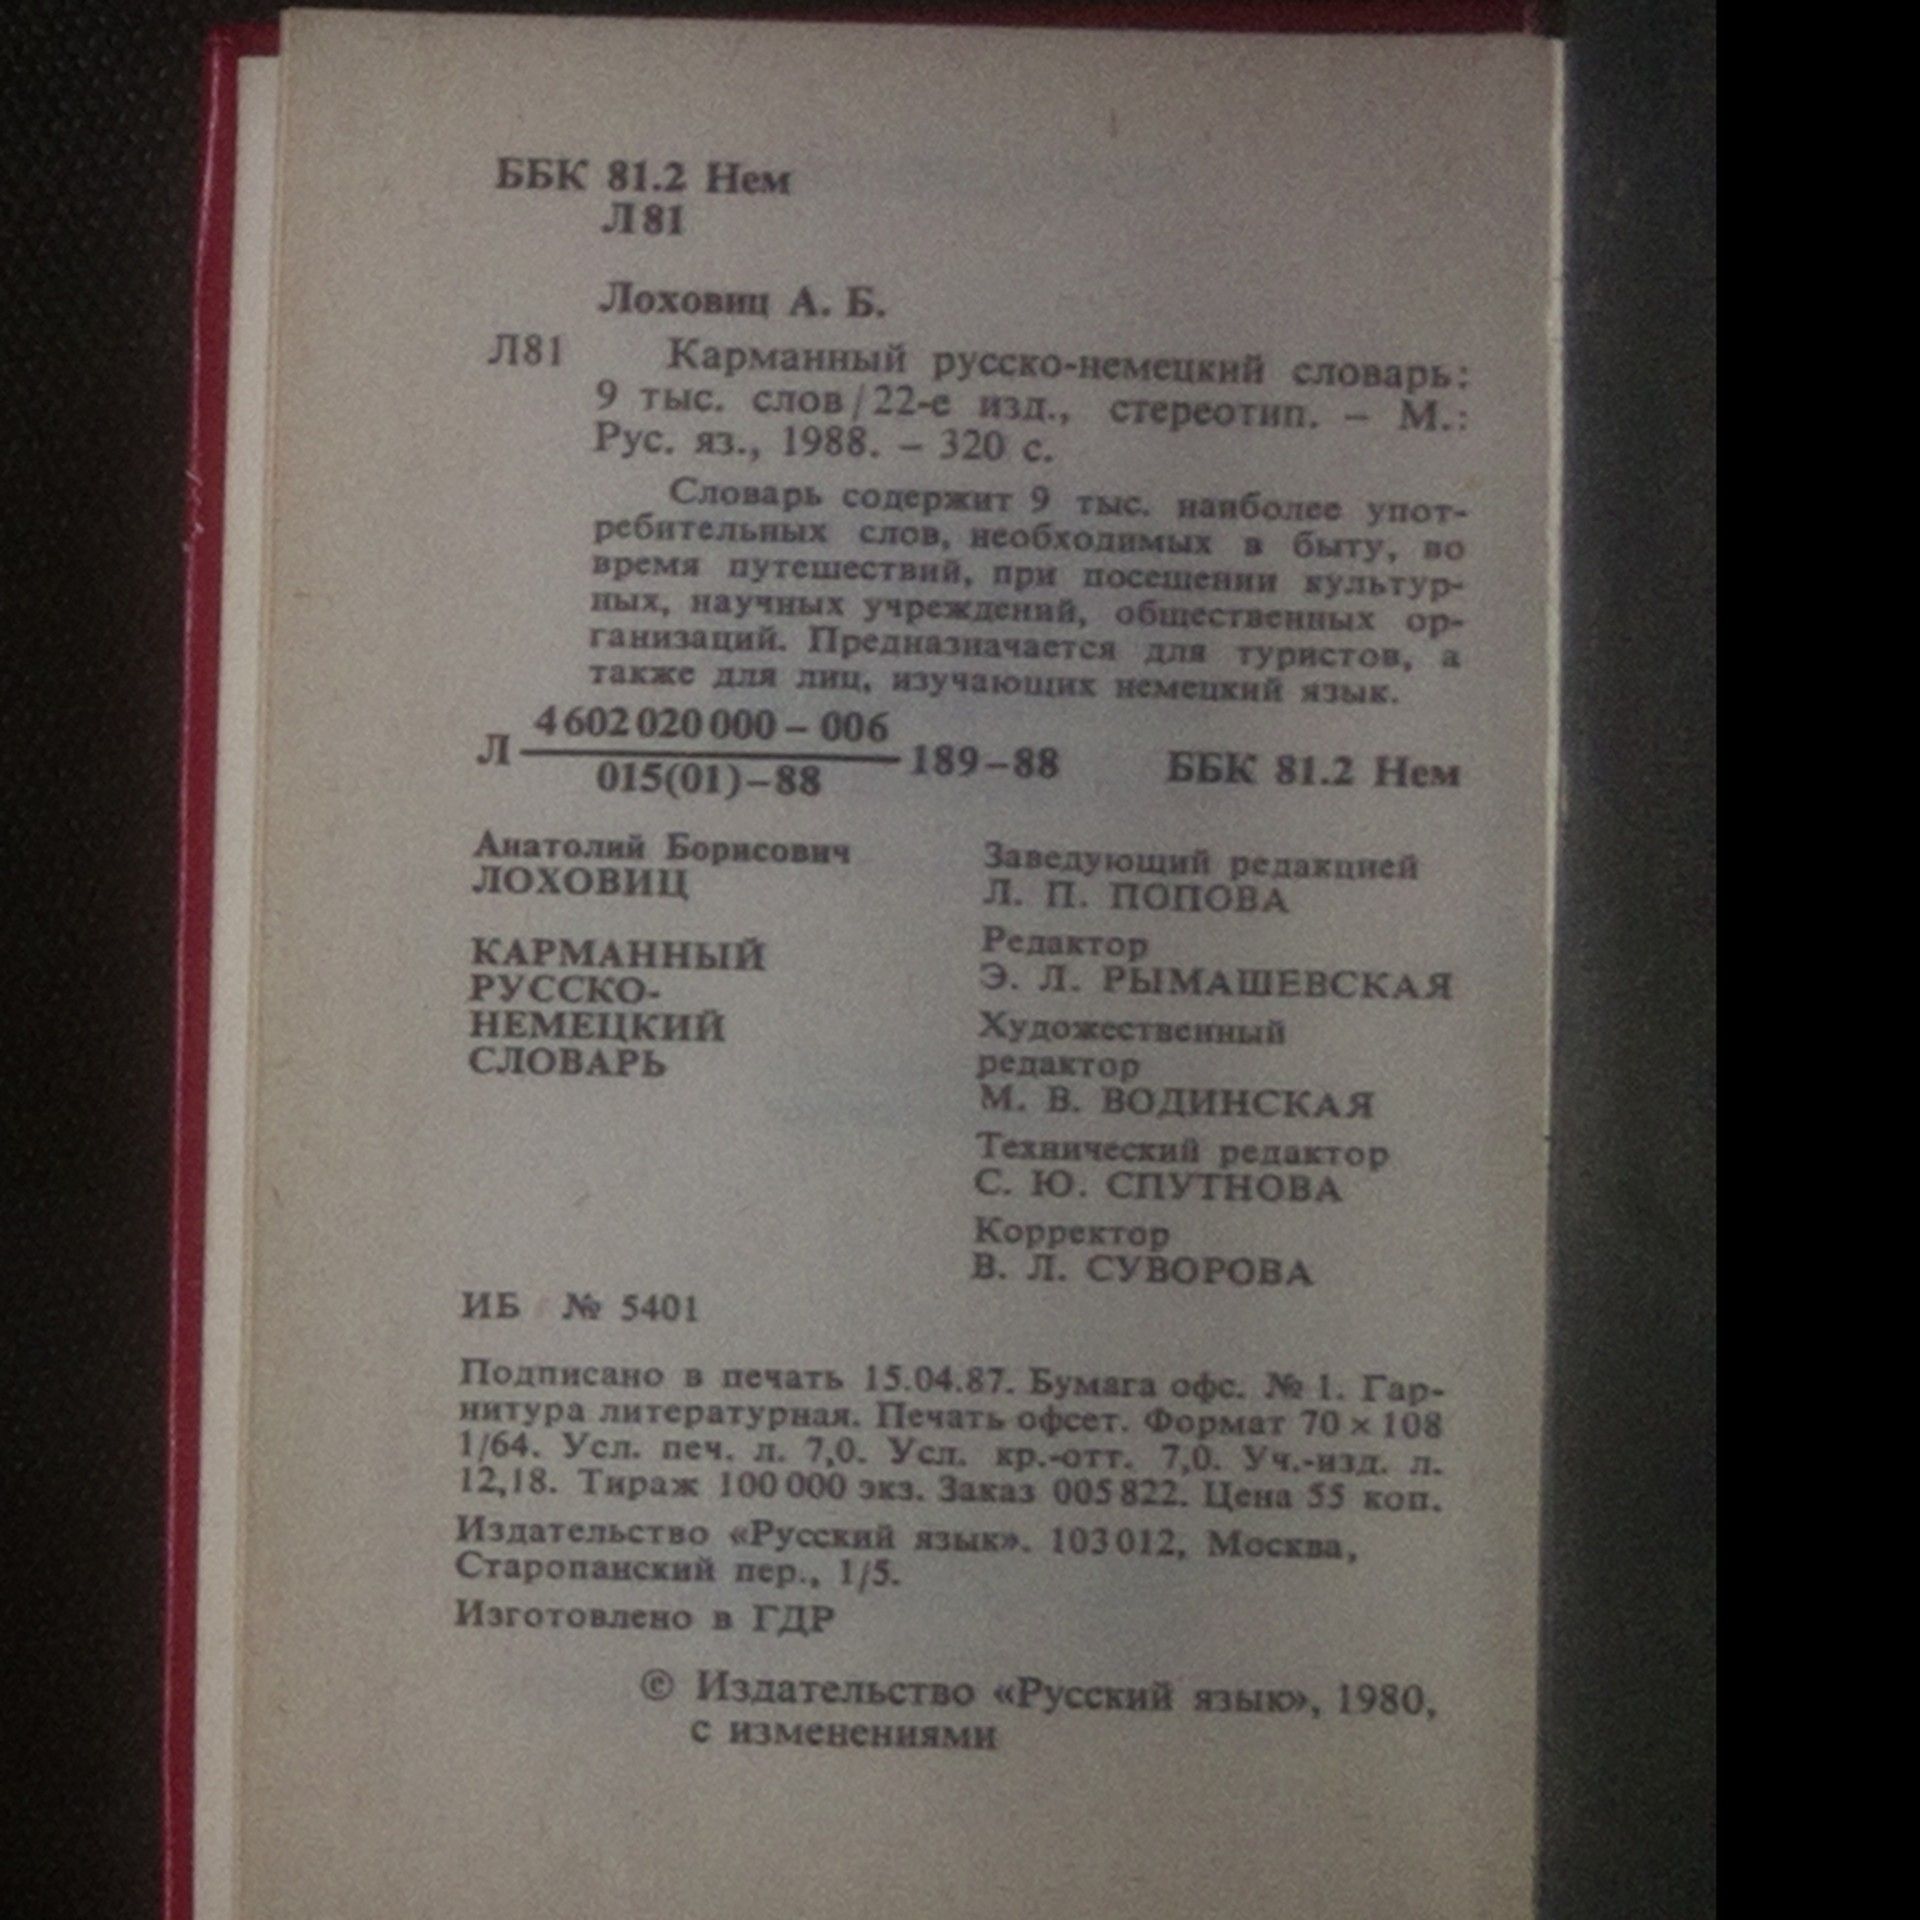 ББК 81.2 Нем
Л81
Лоховиц А. Б.
Л81 Карманный русско-немецкий словарь:
9 тыс. слов/22-е изд., стереотип. – М.:
Рус. яз., 1988. – 320 с.
Словарь содержит 9 тыс. наиболее упот-
ребительных слов, необходимых в быту, во
время путешествий, при посещении культур-
ных, научных учреждений, общественных ор-
ганизаций. Предназначается для туристов, а
также для лиц, изучающих немецкий язык.
4602020000 – 006
Л 189–88 ББК 81.2 Нем
015(01)–88
Анатолий Борисович
ЛОХОВИЦ
КАРМАННЫЙ
РУССКО-
НЕМЕЦКИЙ
СЛОВАРЬ
Заведующий редакцией
Л. П. ПОПОВА
Редактор
Э. Л. РЫМАШЕВСКАЯ
Художественный
редактор
М. В. ВОДИНСКАЯ
Технический редактор
С. Ю. СПУТНОВА
Корректор
В. Л. СУВОРОВА
ИБ № 5401
Подписано в печать 15.04.87. Бумага офс. № 1. Гар-
нитура литературная. Печать офсет. Формат 70 × 108
1/64. Усл. печ. л. 7,0. Усл. кр.-отт. 7,0. Уч.-изд. л.
12,18. Тираж 100 000 экз. Заказ 005 822. Цена 55 коп.
Издательство «Русский язык». 103012, Москва,
Старопанский пер., 1/5.
Изготовлено в ГДР
© Издательство «Русский язык», 1980,
с изменениями